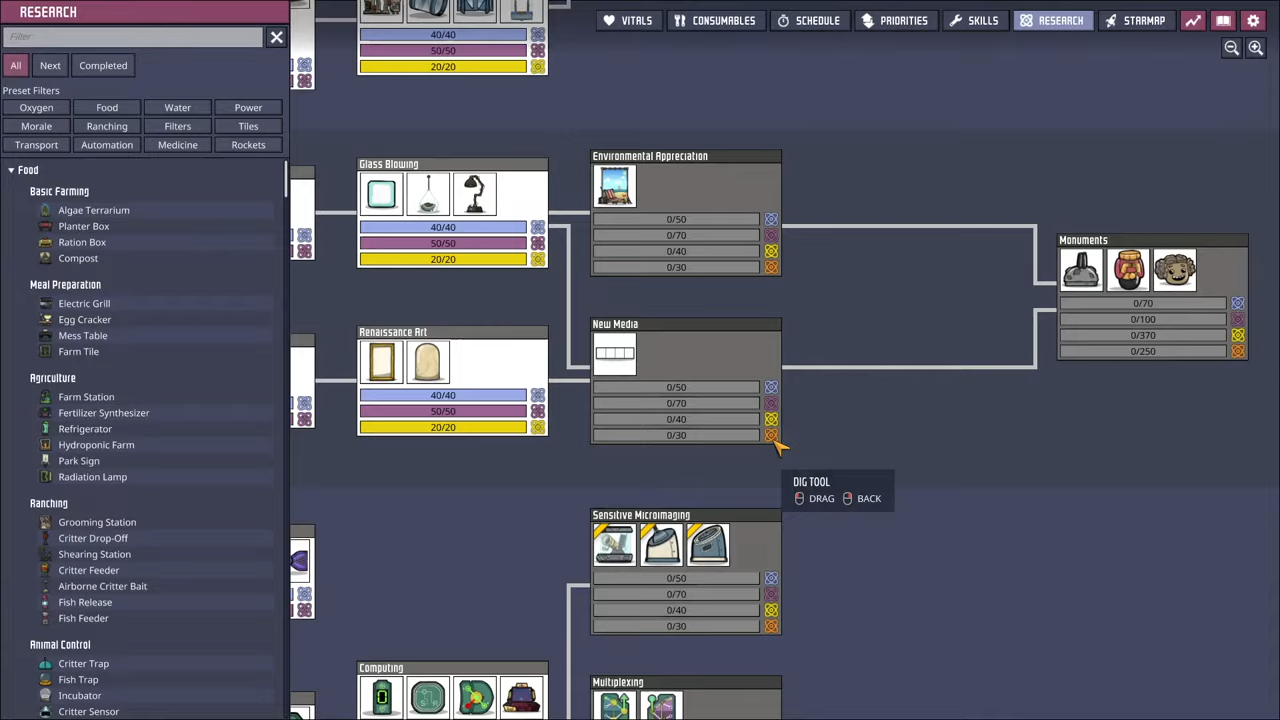 RESEARCH
VITALS
CONSUMABLES
SCHEDULE
PRIORITIES
SKILLS
RESEARCH
STARMAP
Filter
All
Next
Completed
Preset Filters
Oxygen
Food
Water
Power
Morale
Ranching
Filters
Tiles
Transport
Automation
Medicine
Rockets
Food
Basic Farming
Algae Terrarium
Planter Box
Ration Box
Compost
Meal Preparation
Electric Grill
Egg Cracker
Mess Table
Farm Tile
Agriculture
Farm Station
Fertilizer Synthesizer
Refrigerator
Hydroponic Farm
Park Sign
Radiation Lamp
Ranching
Grooming Station
Critter Drop-Off
Shearing Station
Critter Feeder
Airborne Critter Bait
Fish Release
Fish Feeder
Animal Control
Critter Trap
Fish Trap
Incubator
Critter Sensor
40/40
50/50
20/20
Glass Blowing
40/40
50/50
20/20
Renaissance Art
40/40
50/50
20/20
Computing
Environmental Appreciation
0/50
0/70
0/40
0/30
New Media
0/50
0/70
0/40
0/30
DIG TOOL
DRAG
BACK
Sensitive Microimaging
0/50
0/70
0/40
0/30
Multiplexing
Monuments
0/70
0/100
0/370
0/250